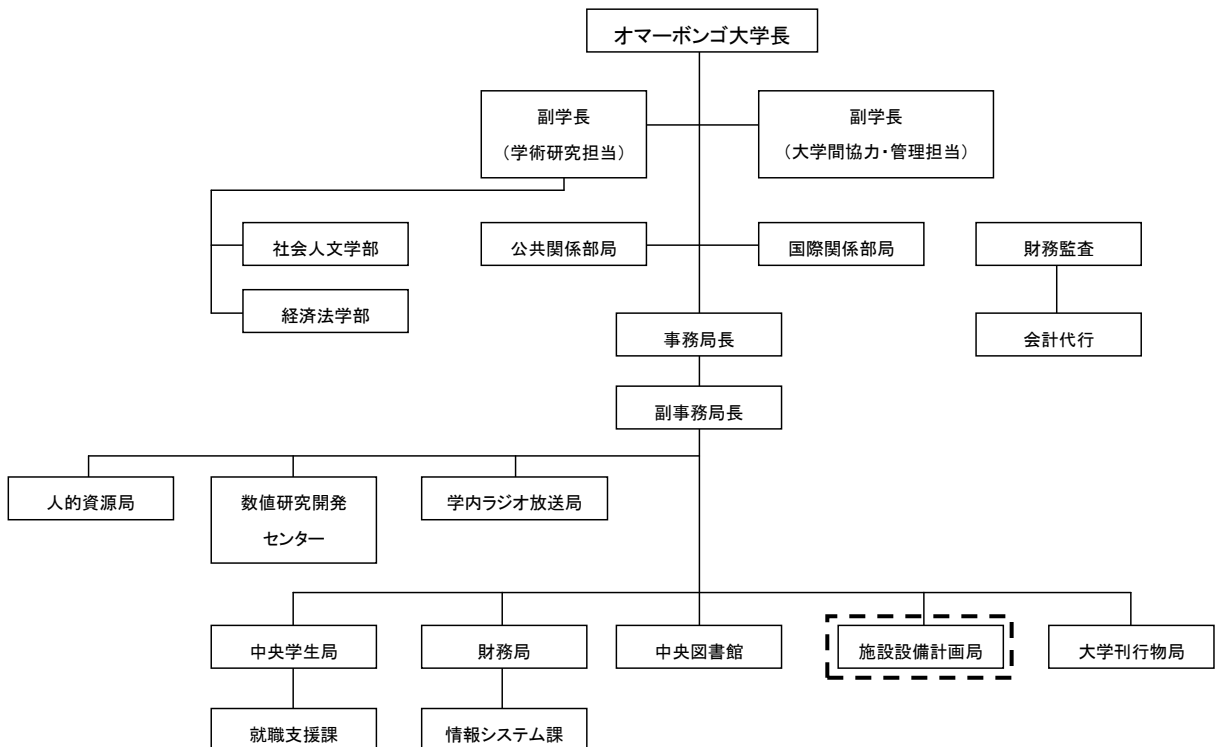 オマーボンゴ大学長
副学長
（学術研究担当）
副学長
（大学間協力・管理担当）
社会人文学部
公共関係部局
国際関係部局
財務監査
経済法学部
事務局長
会計代行
副事務局長
人的資源局
数値研究開発
センター
学内ラジオ放送局
中央学生局
財務局
中央図書館
施設設備計画局
大学刊行物局
就職支援課
情報システム課